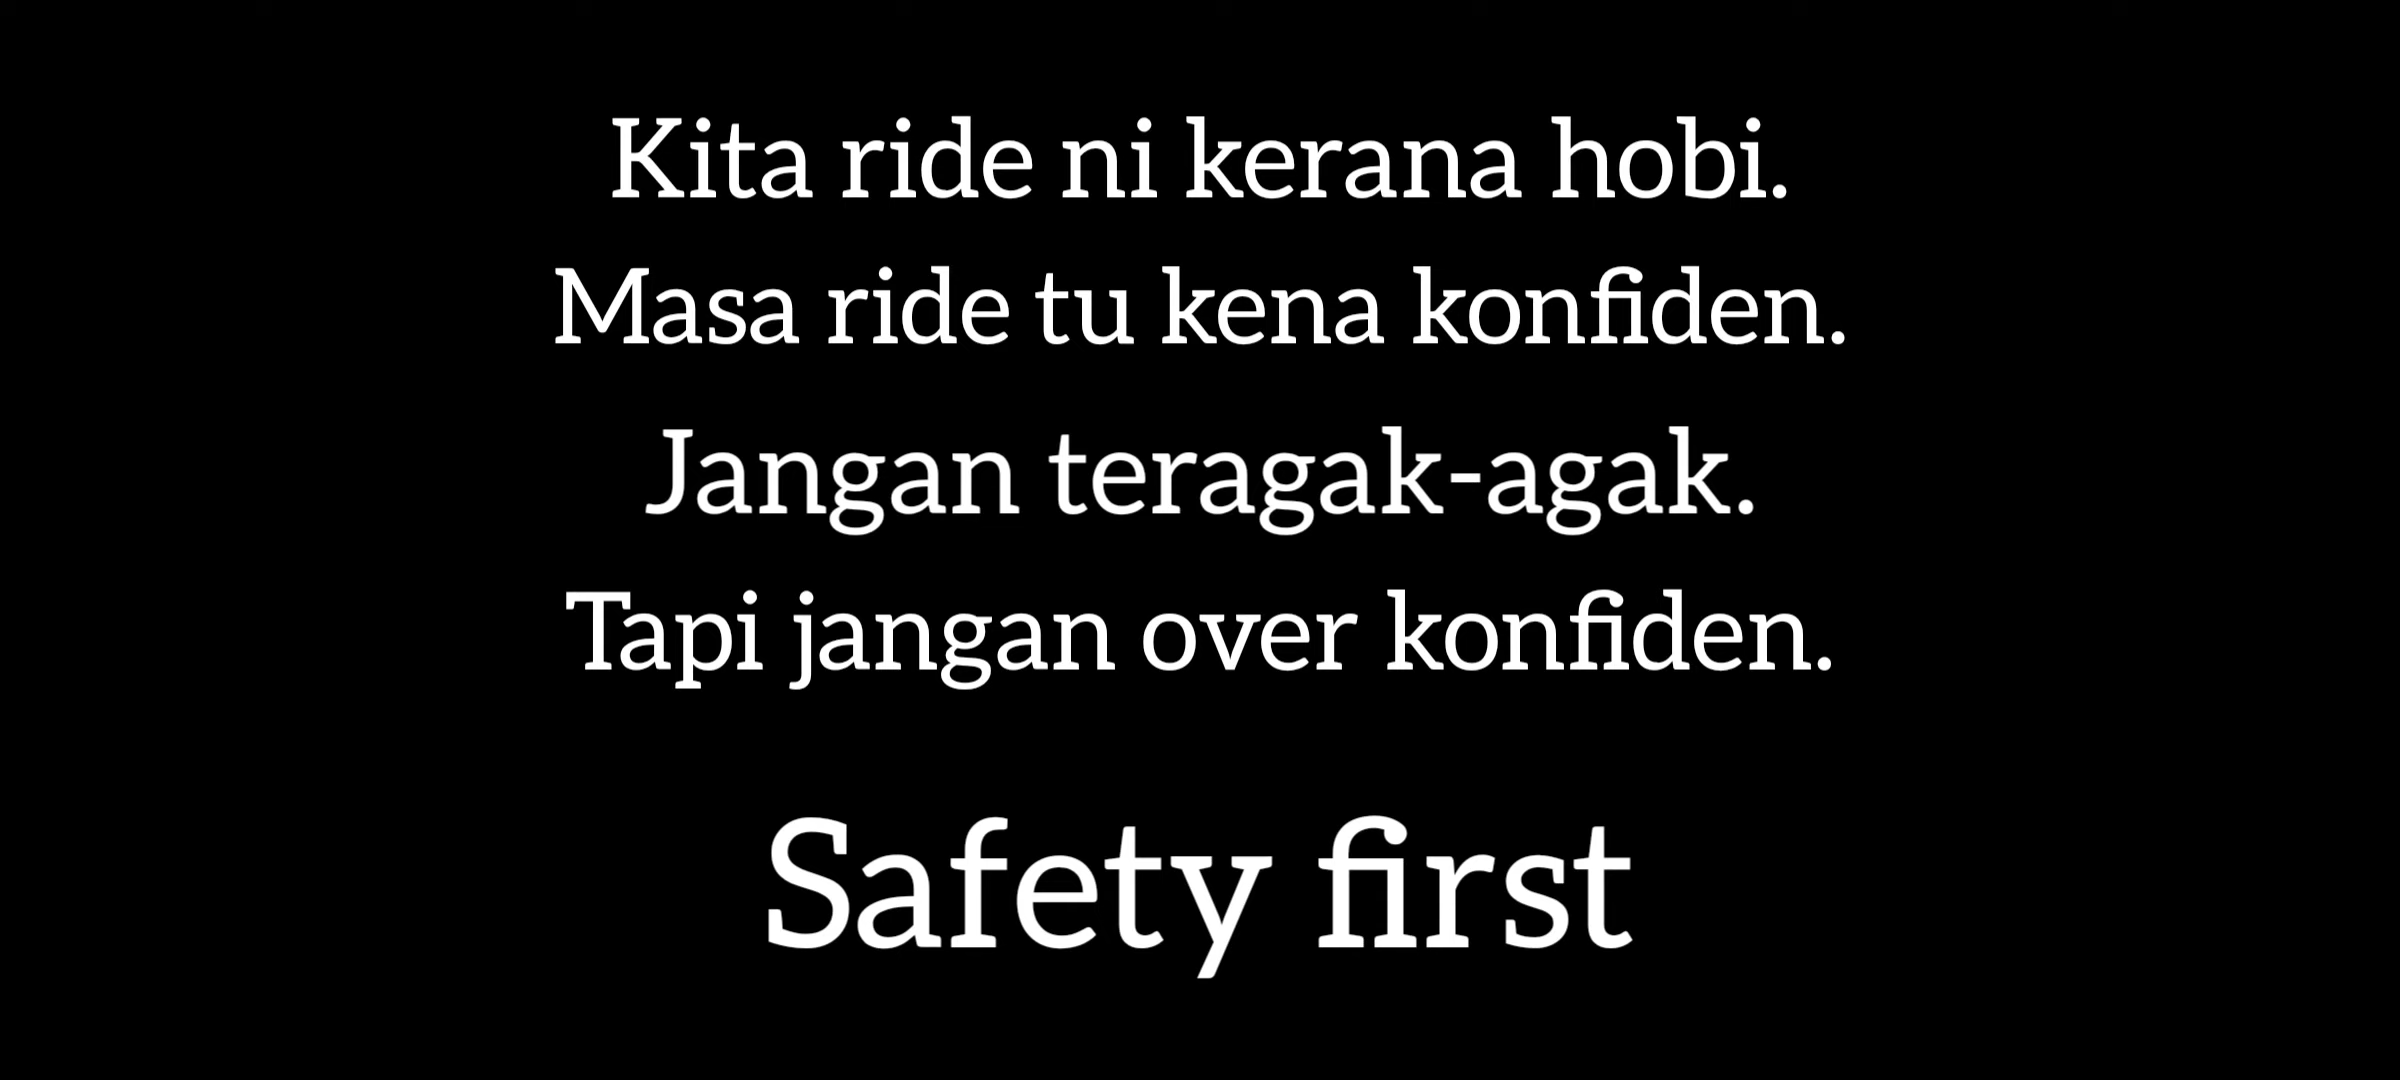 Kita ride ni kerana hobi.
Masa ride tu kena konfiden.
Jangan teragak-agak.
Tapi jangan over konfiden.
Safety first